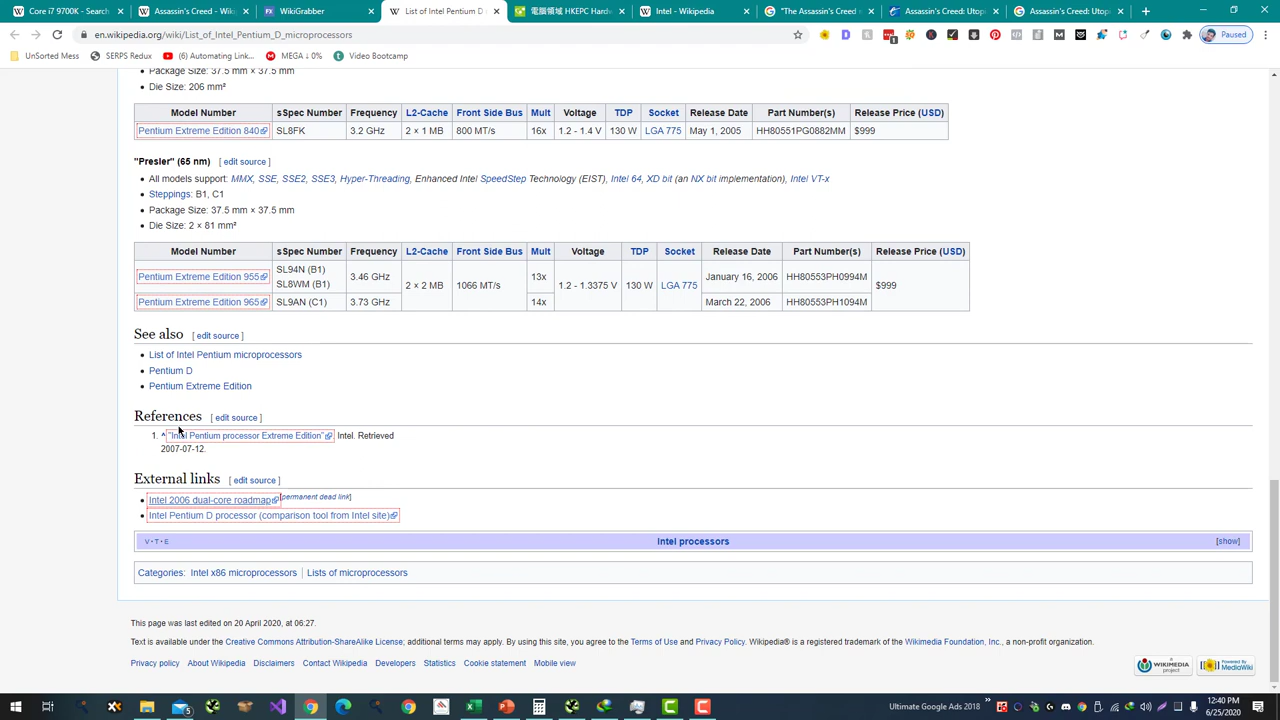 Core i7 9700K - Search
Assassin's Creed - Wiki
WikiGrabber
List of Intel Pentium D
電腦領域 HKEPC Hardw
Intel - Wikipedia
"The Assassin's Creed
Assassin's Creed: Utopi
Assassin's Creed: Utopi
en.wikipedia.org/wiki/List_of_Intel_Pentium_D_microprocessors
Paused
UnSorted Mess
SERPS Redux
(6) Automating Link...
MEGA ↓ 0%
Video Bootcamp
• Package Size: 37.5 mm × 37.5 mm
• Die Size: 206 mm²
Model Number sSpec Number Frequency L2-Cache Front Side Bus Mult Voltage TDP Socket Release Date Part Number(s) Release Price (USD)
Pentium Extreme Edition 840 SL8FK 3.2 GHz 2 × 1 MB 800 MT/s 16x 1.2 - 1.4 V 130 W LGA 775 May 1, 2005 HH80551PG0882MM $999
"Presler" (65 nm) [ edit source ]
• All models support: MMX, SSE, SSE2, SSE3, Hyper-Threading, Enhanced Intel SpeedStep Technology (EIST), Intel 64, XD bit (an NX bit implementation), Intel VT-x
• Steppings: B1, C1
• Package Size: 37.5 mm × 37.5 mm
• Die Size: 2 × 81 mm²
Model Number sSpec Number Frequency L2-Cache Front Side Bus Mult Voltage TDP Socket Release Date Part Number(s) Release Price (USD)
Pentium Extreme Edition 955 SL94N (B1) SL8WM (B1) 3.46 GHz 2 × 2 MB 1066 MT/s 13x 1.2 - 1.3375 V 130 W LGA 775 January 16, 2006 HH80553PH0994M $999
Pentium Extreme Edition 965 SL9AN (C1) 3.73 GHz 14x March 22, 2006 HH80553PH1094M
See also [ edit source ]
• List of Intel Pentium microprocessors
• Pentium D
• Pentium Extreme Edition
References [ edit source ]
1. ^ "Intel Pentium processor Extreme Edition" Intel. Retrieved
2007-07-12.
External links [ edit source ]
• Intel 2006 dual-core roadmap [permanent dead link]
• Intel Pentium D processor (comparison tool from Intel site)
V · T · E Intel processors [show]
Categories: Intel x86 microprocessors | Lists of microprocessors
This page was last edited on 20 April 2020, at 06:27.
Text is available under the Creative Commons Attribution-ShareAlike License; additional terms may apply. By using this site, you agree to the Terms of Use and Privacy Policy. Wikipedia® is a registered trademark of the Wikimedia Foundation, Inc., a non-profit organization.
Privacy policy About Wikipedia Disclaimers Contact Wikipedia Developers Statistics Cookie statement Mobile view
WIKIMEDIA project
Powered By MediaWiki
Ultimate Google Ads 2018
12:40 PM
6/25/2020